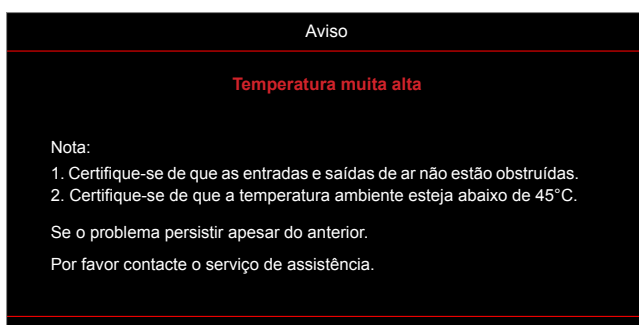 Aviso
Temperatura muita alta
Nota:
1. Certifique-se de que as entradas e saídas de ar não estão obstruídas.
2. Certifique-se de que a temperatura ambiente esteja abaixo de 45°C.
Se o problema persistir apesar do anterior.
Por favor contacte o serviço de assistência.